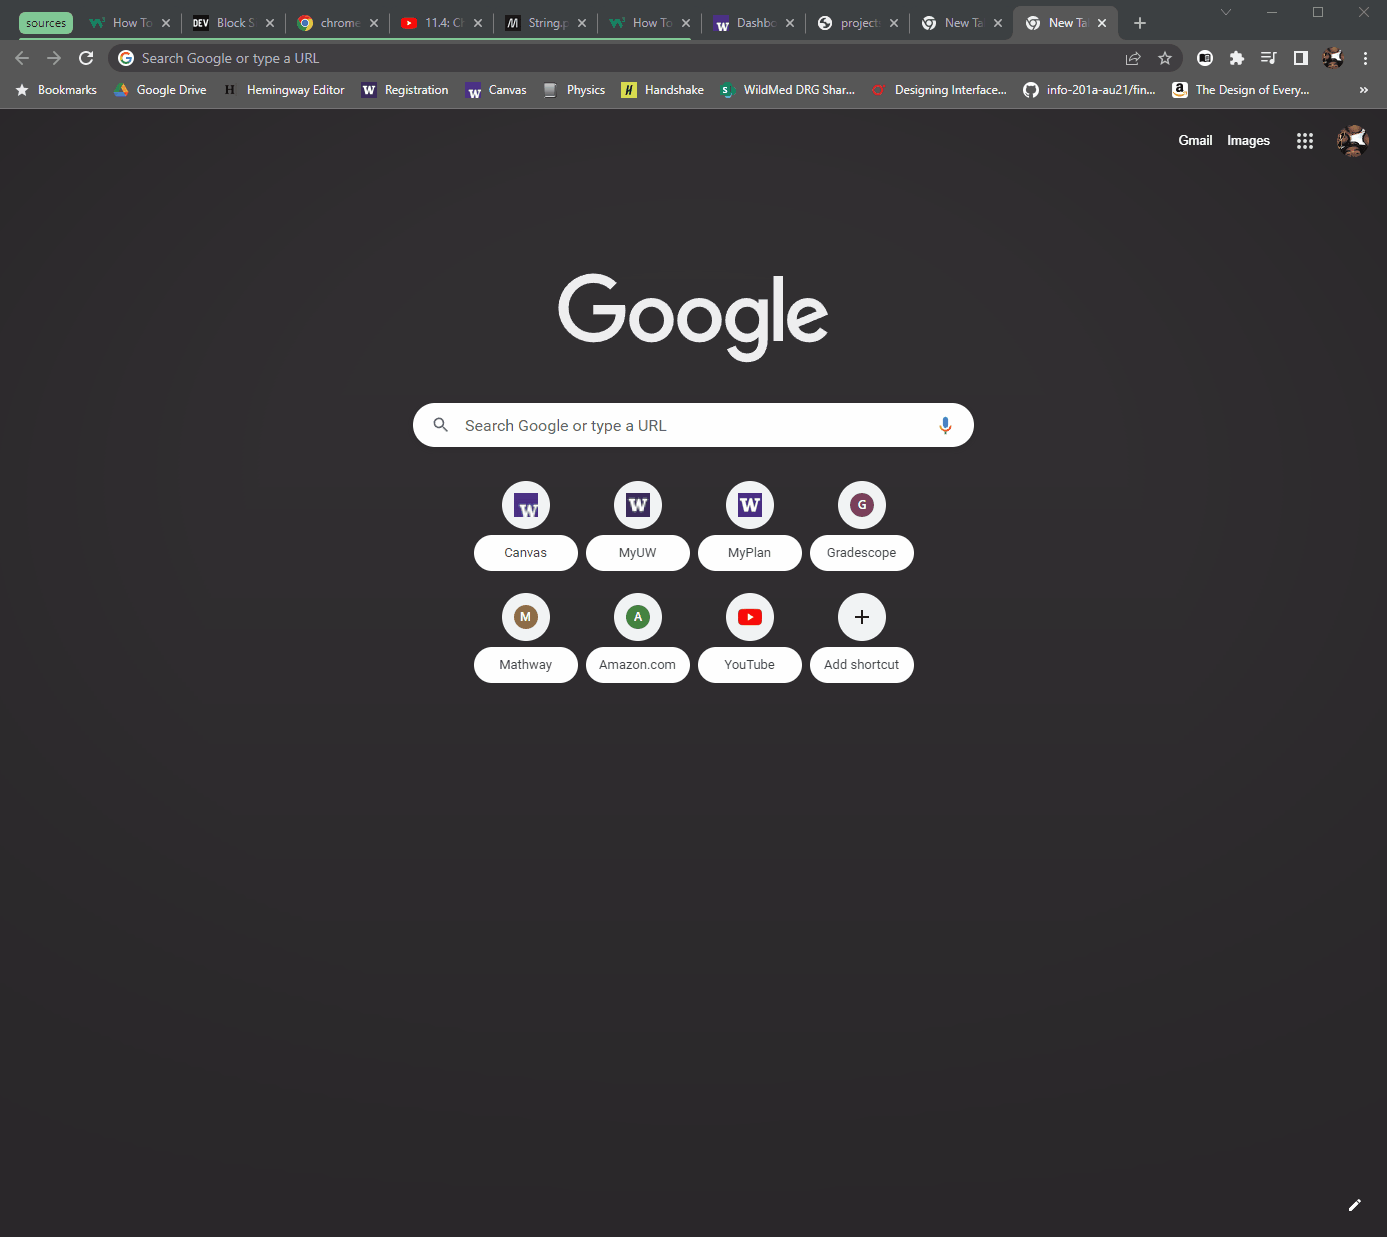 sources How To Block S chrome 11.4: Ch String.p How To Dashbo project New Ta New Ta
Search Google or type a URL
Bookmarks Google Drive H Hemingway Editor W Registration W Canvas Physics H Handshake S WildMed DRG Shar... Designing Interface... info-201a-au21/fin... a The Design of Every...
Gmail Images
Google
Search Google or type a URL
W W W G
Canvas MyUW MyPlan Gradescope
M A
Mathway Amazon.com YouTube Add shortcut